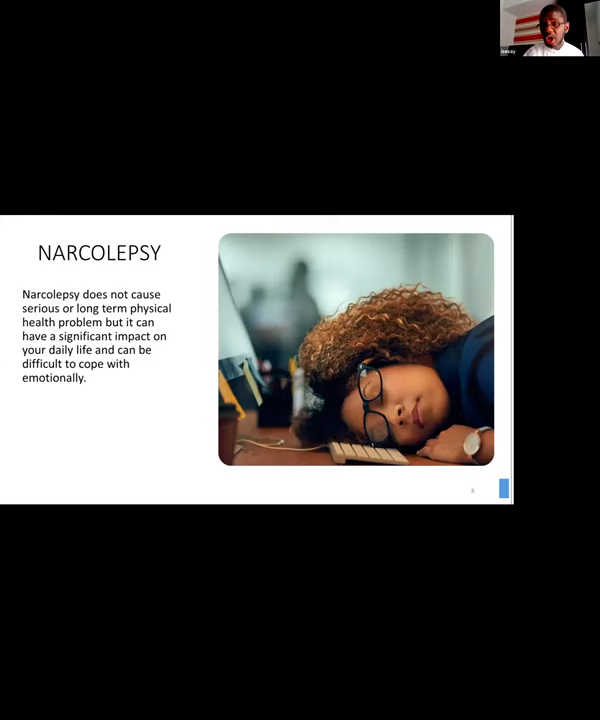 NARCOLEPSY
Narcolepsy does not cause
serious or long term physical
health problem but it can
have a significant impact on
your daily life and can be
difficult to cope with
emotionally.
8